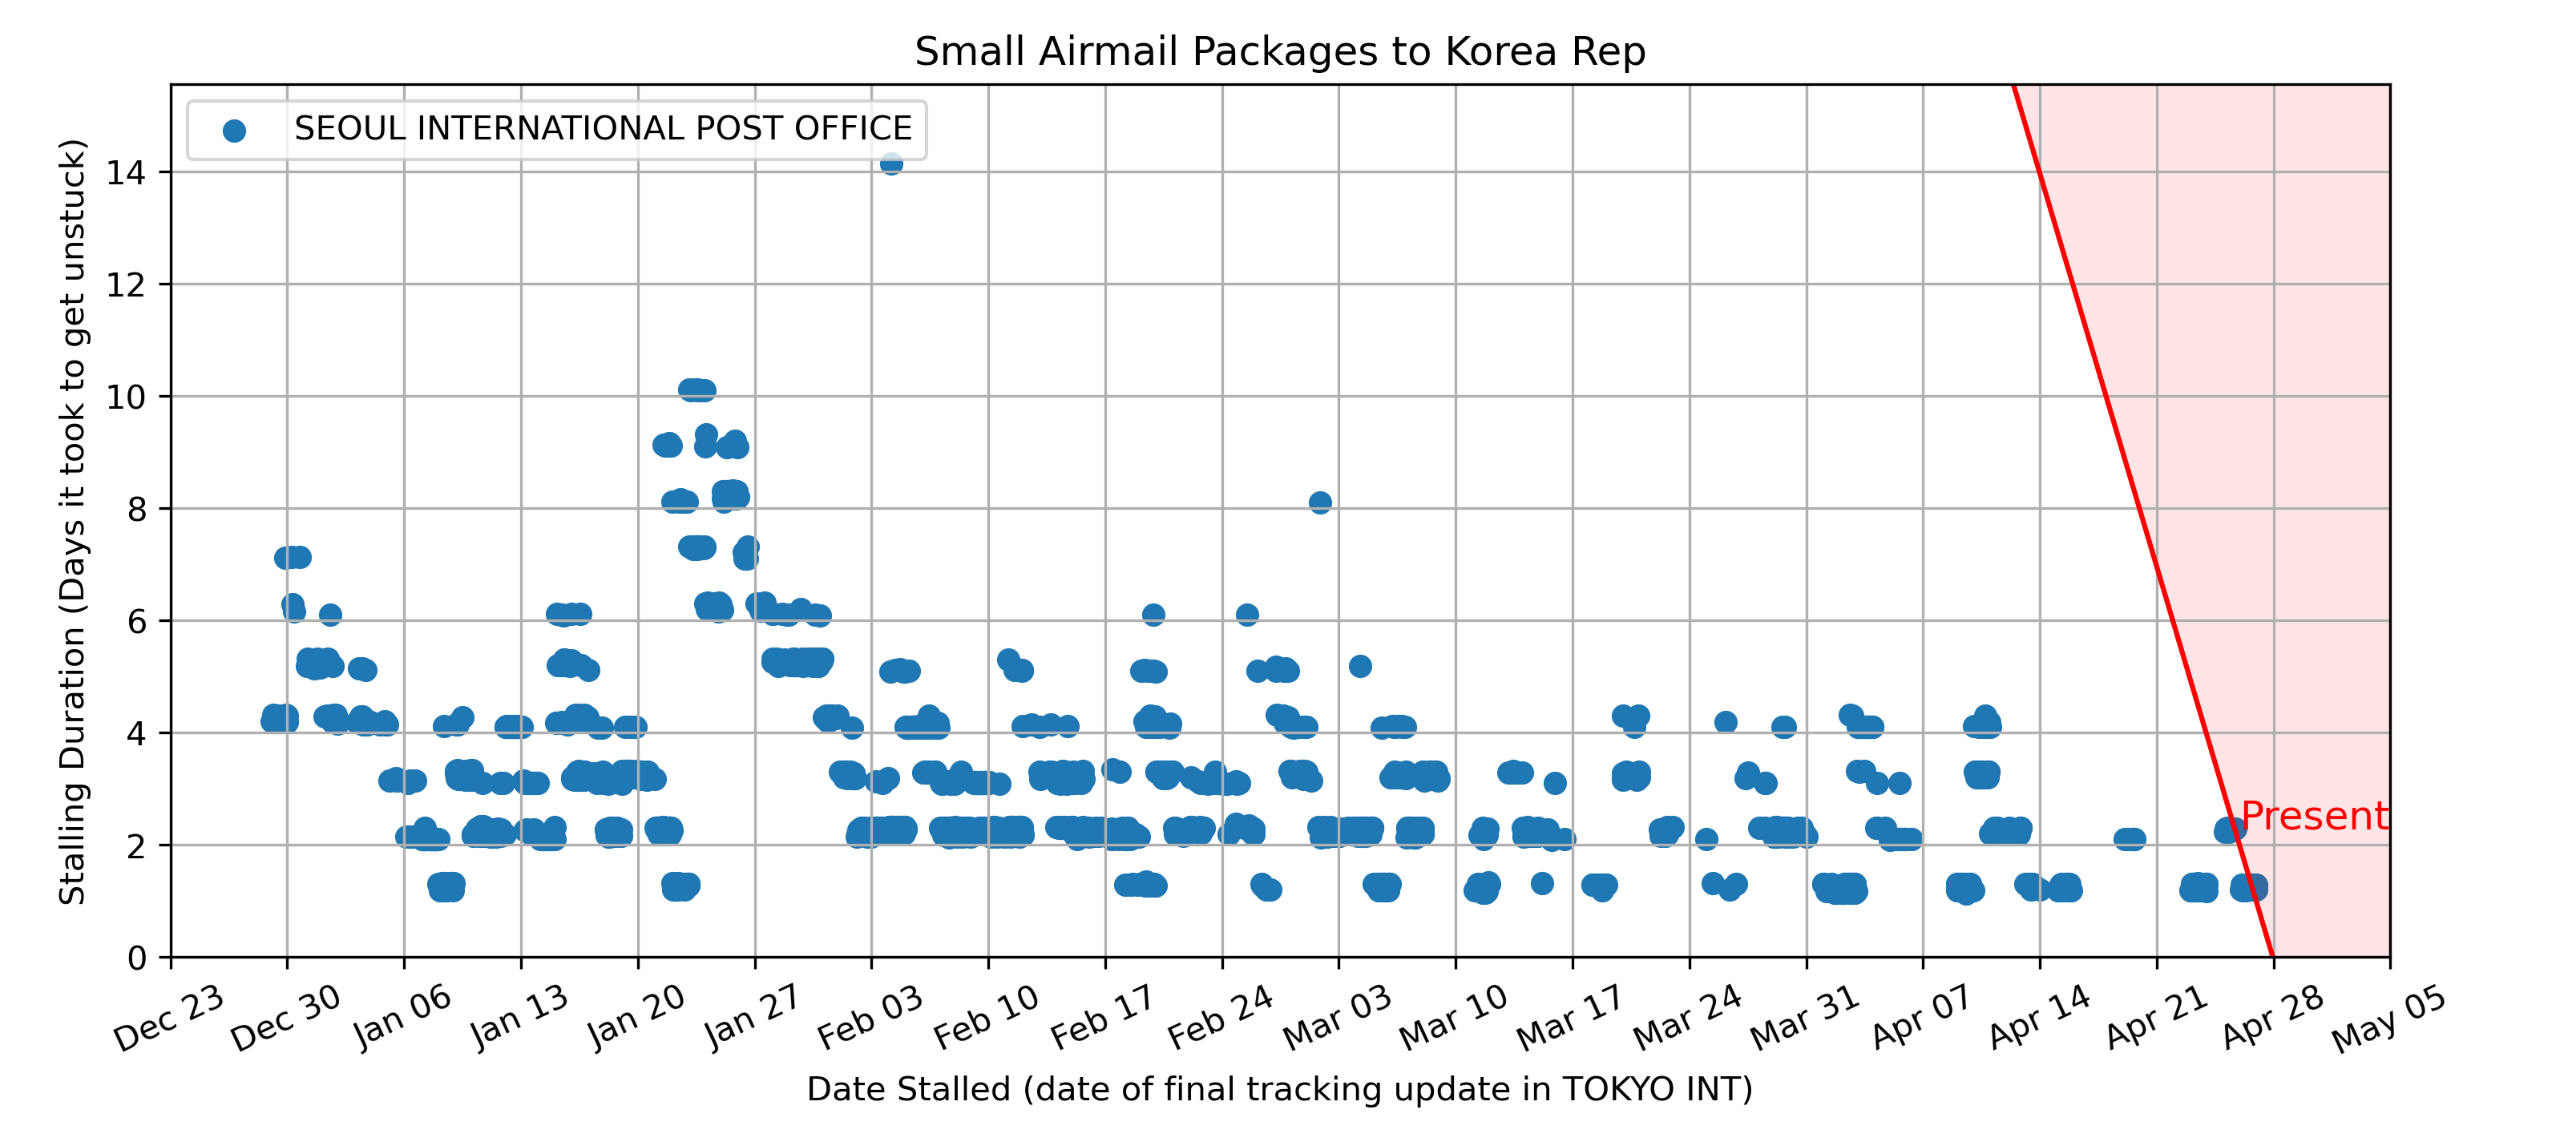 Small Airmail Packages to Korea Rep
SEOUL INTERNATIONAL POST OFFICE
Stalling Duration (Days it took to get unstuck)
14
12
10
8
6
4
2
0
Present
Dec 23
Dec 30
Jan 06
Jan 13
Jan 20
Jan 27
Feb 03
Feb 10
Feb 17
Feb 24
Mar 03
Mar 10
Mar 17
Mar 24
Mar 31
Apr 07
Apr 14
Apr 21
Apr 28
May 05
Date Stalled (date of final tracking update in TOKYO INT)